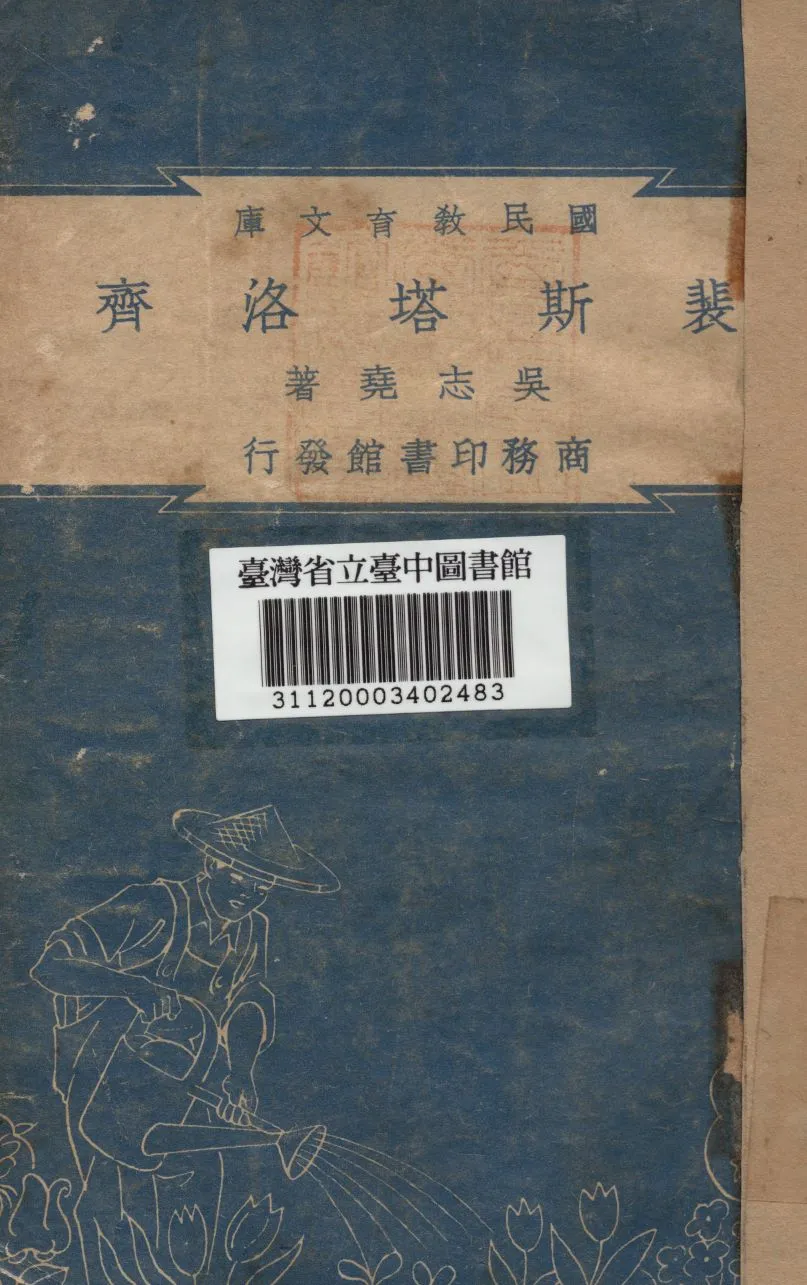 國民教育文庫
裴斯塔洛齊
吳志堯著
商務印書館發行
臺灣省立臺中圖書館
31120003402483